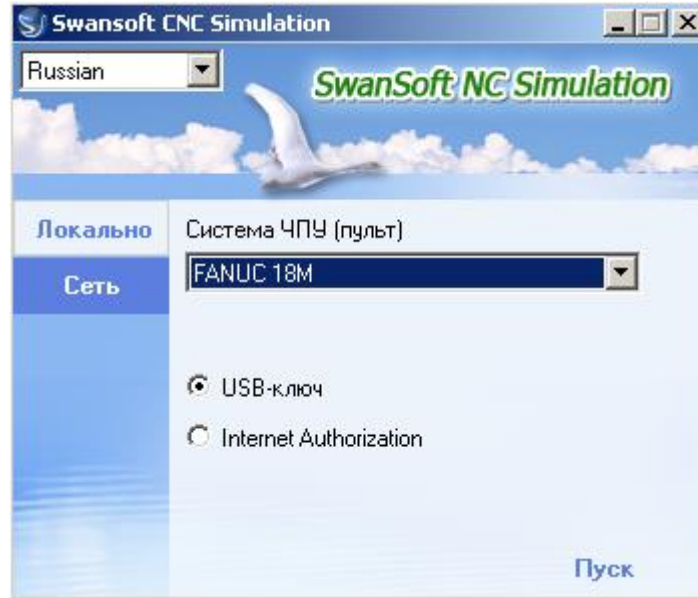 Swansoft CNC Simulation
Russian
SwanSoft NC Simulation
Локально
Система ЧПУ (пульт)
Сеть
FANUC 18M
USB-ключ
Internet Authorization
Пуск